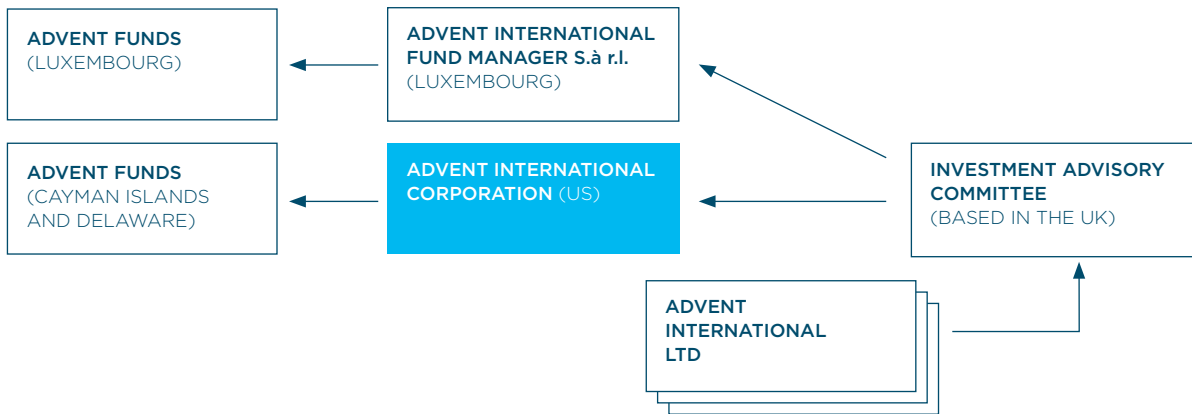 ADVENT FUNDS
(LUXEMBOURG)
ADVENT INTERNATIONAL
FUND MANAGER S.à r.l.
(LUXEMBOURG)
ADVENT FUNDS
(CAYMAN ISLANDS
AND DELAWARE)
ADVENT INTERNATIONAL
CORPORATION (US)
INVESTMENT ADVISORY
COMMITTEE
(BASED IN THE UK)
ADVENT
INTERNATIONAL
LTD